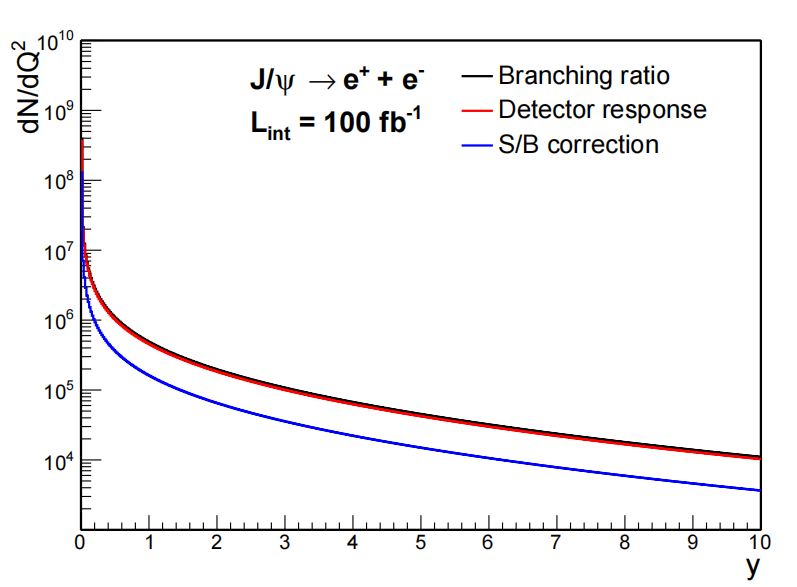 dN/dQ²
10¹⁰
10⁹
10⁸
10⁷
10⁶
10⁵
10⁴
J/ψ → e⁺ + e⁻
L_int = 100 fb⁻¹
Branching ratio
Detector response
S/B correction
0 1 2 3 4 5 6 7 8 9 10
y